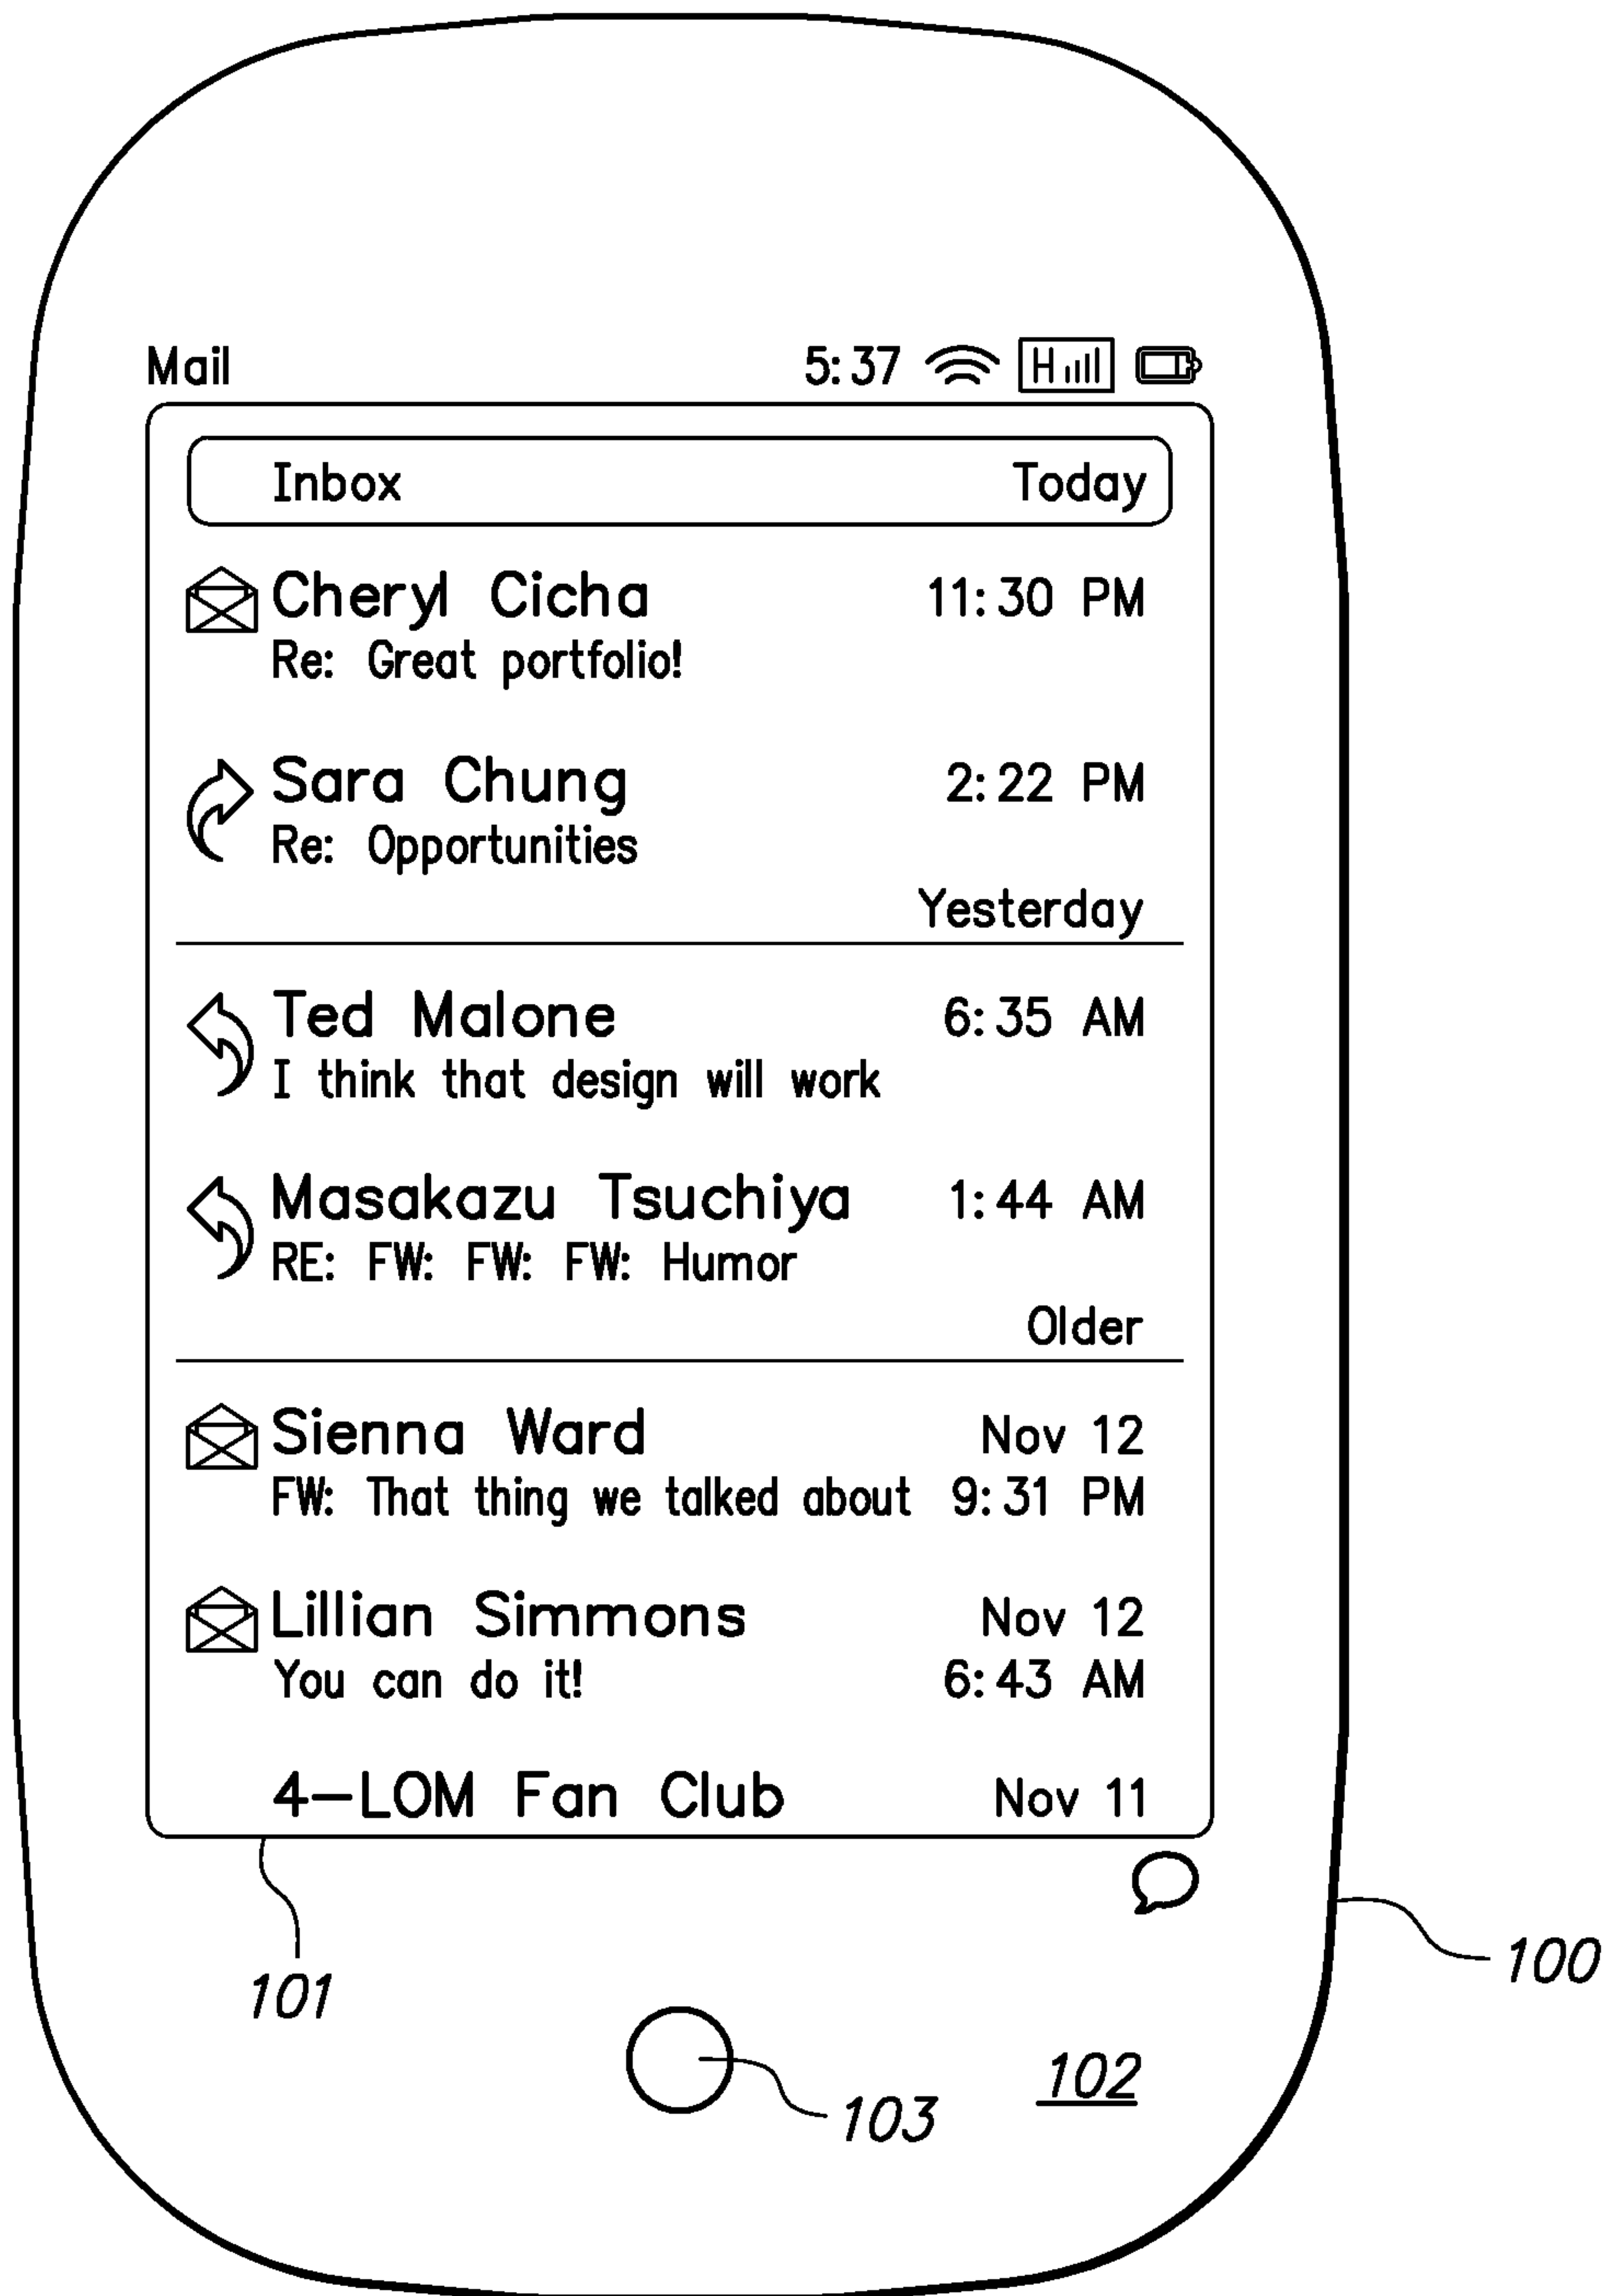 Mail 5:37 H
Inbox Today
Cheryl Cicha 11:30 PM
Re: Great portfolio!
Sara Chung 2:22 PM
Re: Opportunities
Yesterday
Ted Malone 6:35 AM
I think that design will work
Masakazu Tsuchiya 1:44 AM
RE: FW: FW: FW: Humor
Older
Sienna Ward Nov 12
FW: That thing we talked about 9:31 PM
Lillian Simmons Nov 12
You can do it! 6:43 AM
4-LOM Fan Club Nov 11
100
101
102
103